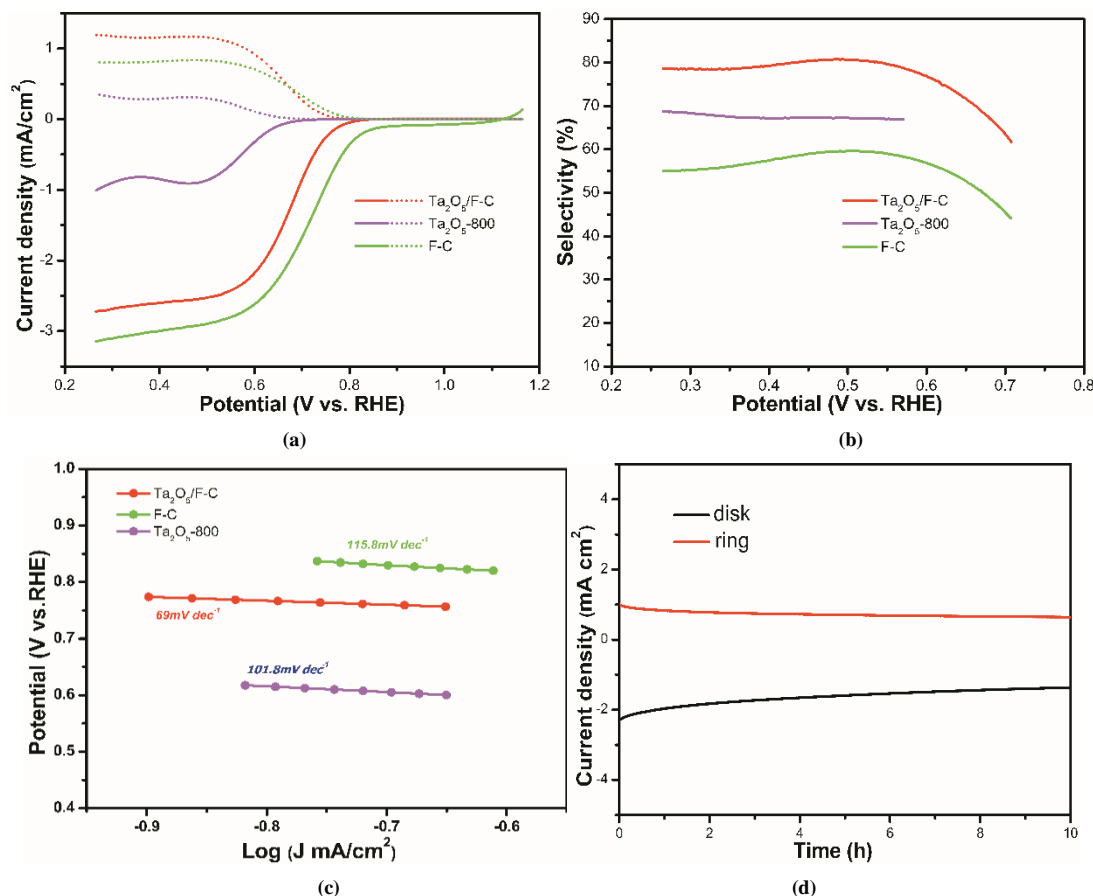 1
0
-1
-2
-3
0.2 0.4 0.6 0.8 1.0 1.2
Current density (mA/cm²)
Potential (V vs. RHE)
Ta₂O₅/F-C
Ta₂O₅-800
F-C
(a)
90
80
70
60
50
40
30
20
10
0.2 0.3 0.4 0.5 0.6 0.7 0.8
Selectivity (%)
Potential (V vs. RHE)
Ta₂O₅/F-C
Ta₂O₅-800
F-C
(b)
1.0
0.9
0.8
0.7
0.6
0.5
0.4
-0.9 -0.8 -0.7 -0.6
Potential (V vs.RHE)
Log (J mA/cm²)
Ta₂O₅/F-C
F-C
Ta₂O₅-800
115.8mV dec⁻¹
69mV dec⁻¹
101.8mV dec⁻¹
(c)
4
2
0
-2
-4
0 2 4 6 8 10
Current density (mA cm²)
Time (h)
disk
ring
(d)